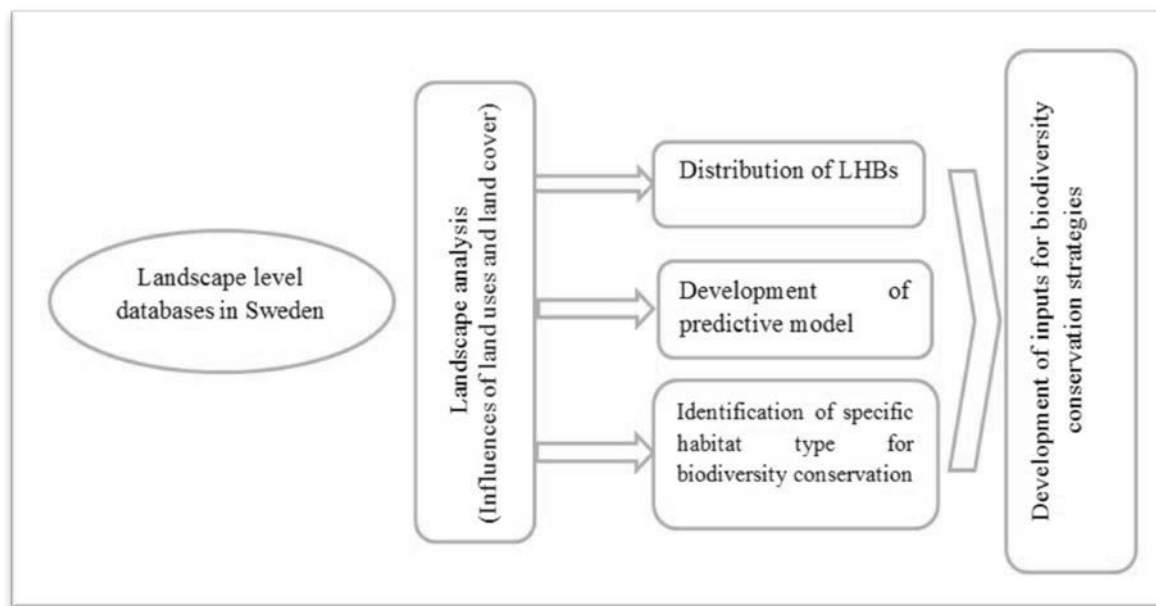 Landscape level
databases in Sweden
Landscape analysis
(Influences of land uses and land cover)
Distribution of LHBs
Development of
predictive model
Identification of specific
habitat type for
biodiversity conservation
Development of inputs for biodiversity
conservation strategies